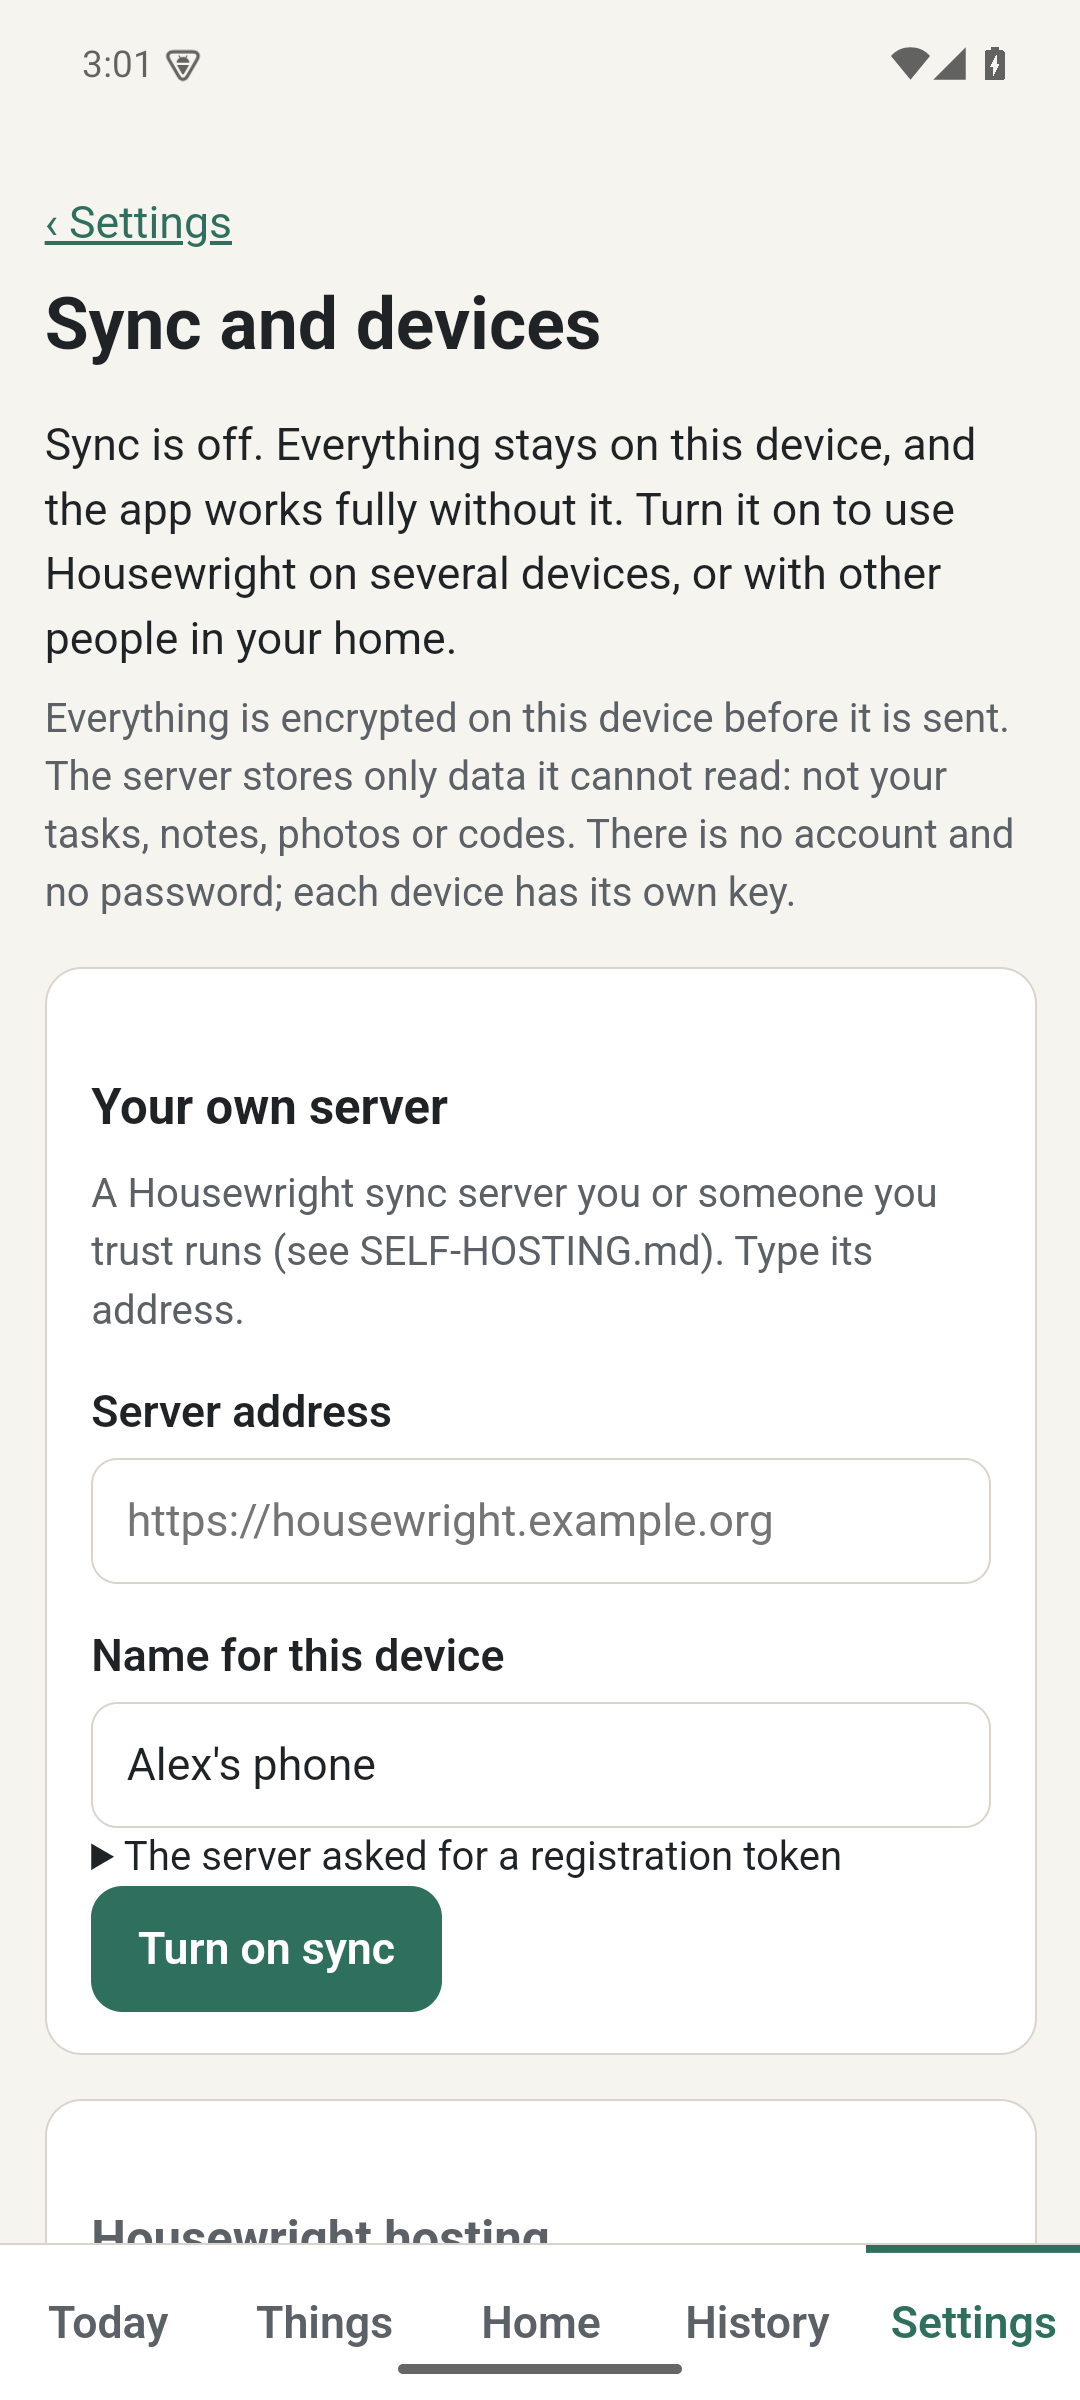 3:01
‹ Settings
Sync and devices
Sync is off. Everything stays on this device, and
the app works fully without it. Turn it on to use
Housewright on several devices, or with other
people in your home.
Everything is encrypted on this device before it is sent.
The server stores only data it cannot read: not your
tasks, notes, photos or codes. There is no account and
no password; each device has its own key.
Your own server
A Housewright sync server you or someone you
trust runs (see SELF-HOSTING.md). Type its
address.
Server address
https://housewright.example.org
Name for this device
Alex's phone
▶ The server asked for a registration token
Turn on sync
Housewright hosting
Today Things Home History Settings